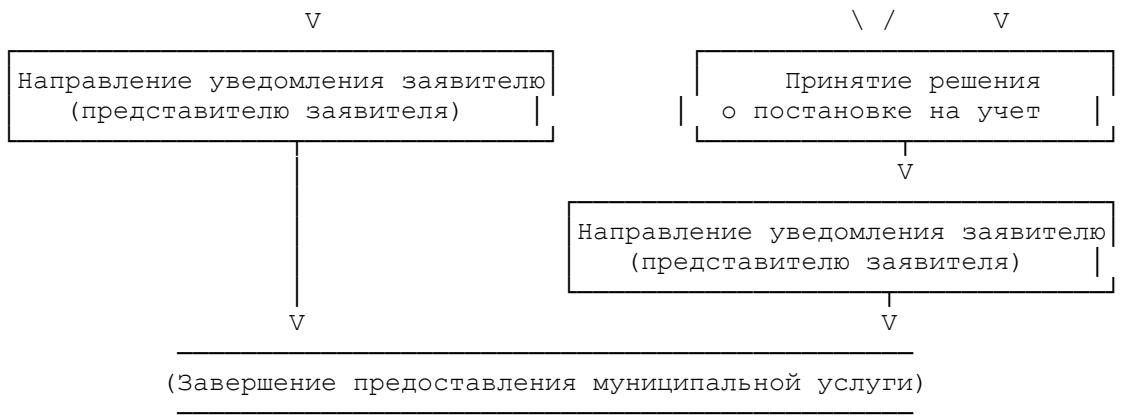 V \ / V
Направление уведомления заявителю Принятие решения
(представителю заявителя) о постановке на учет
V
Направление уведомления заявителю
(представителю заявителя)
V V
(Завершение предоставления муниципальной услуги)